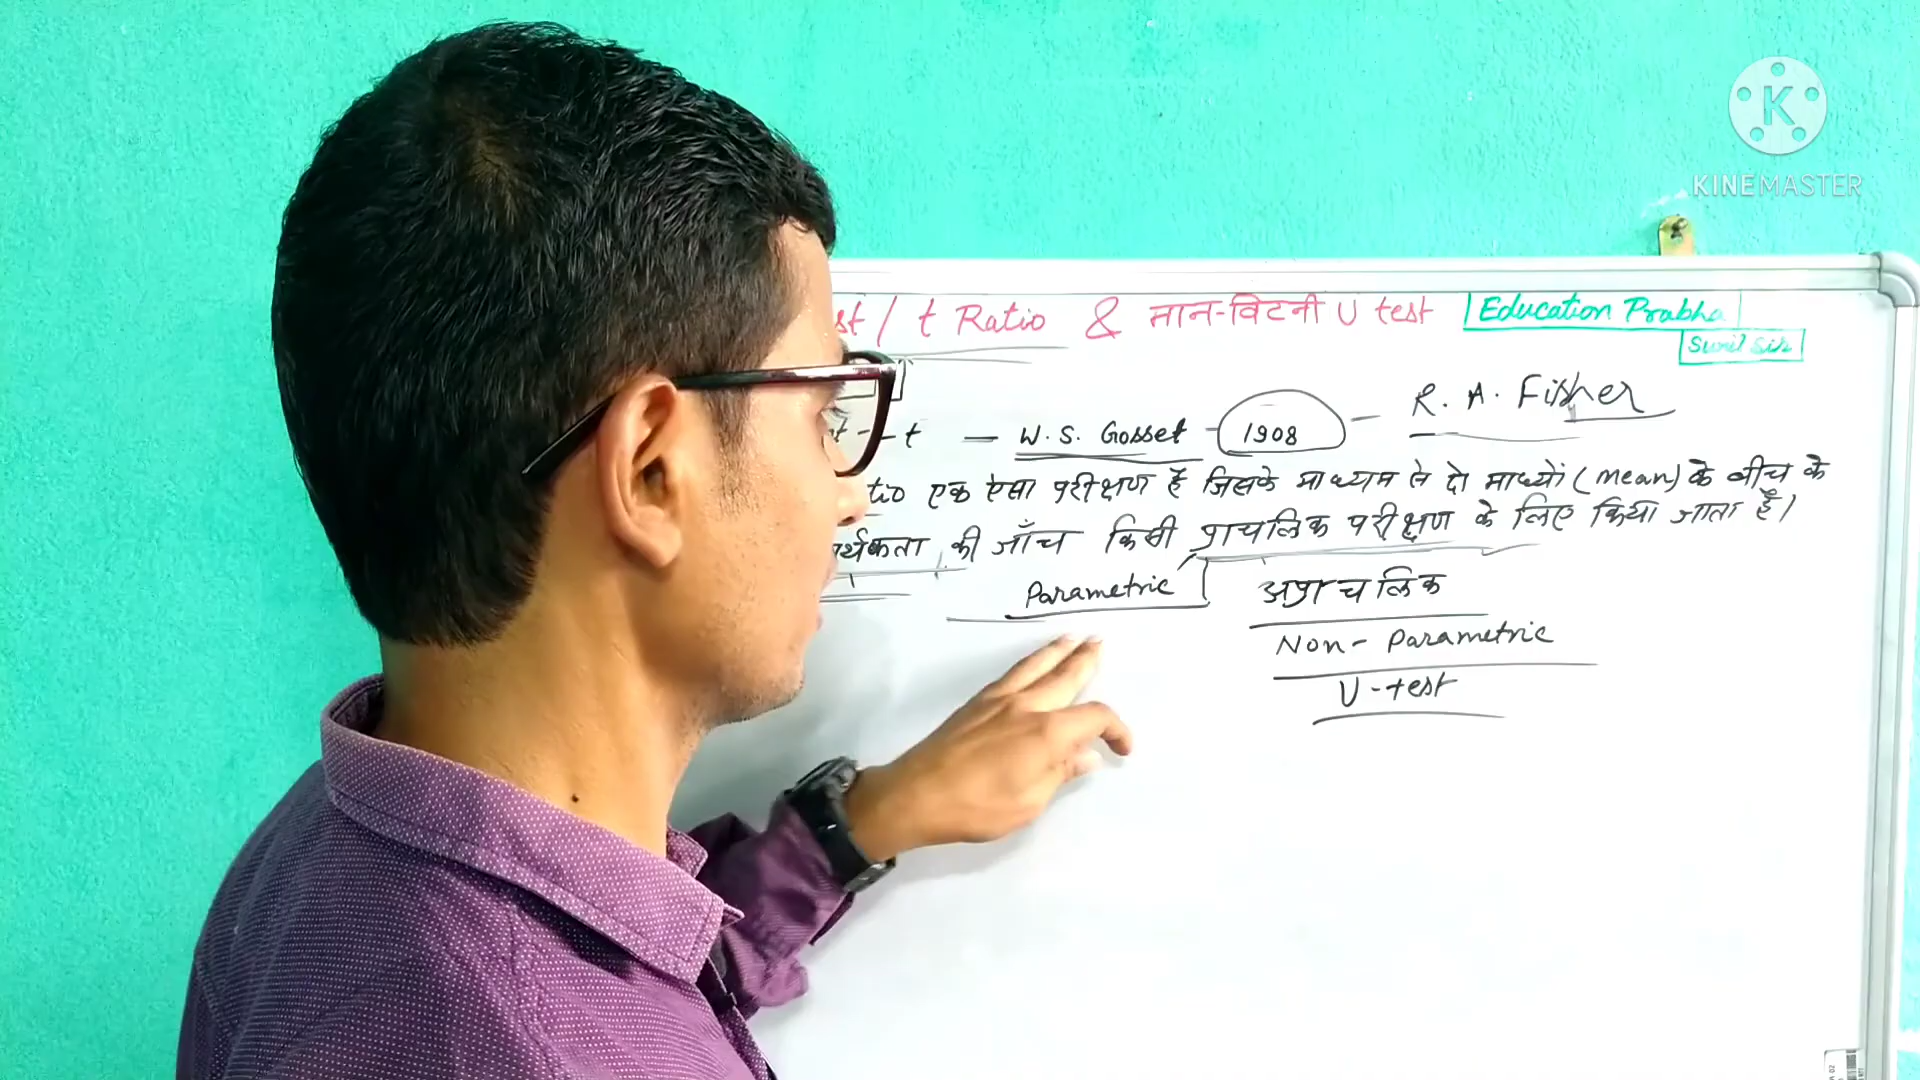 KINEMASTER
st / t Ratio & मान-विटनी U test Education Prabha
Sunil Sir
t — W.S. Gosset - 1908 — R. A. Fisher
tio एक ऐसा परीक्षण है जिसके माध्यम से दो माध्यों (mean) के बीच के
र्थकता की जाँच किसी प्राचलिक परीक्षण के लिए किया जाता है।
Parametric अप्राचलिक
Non-Parametric
U-test